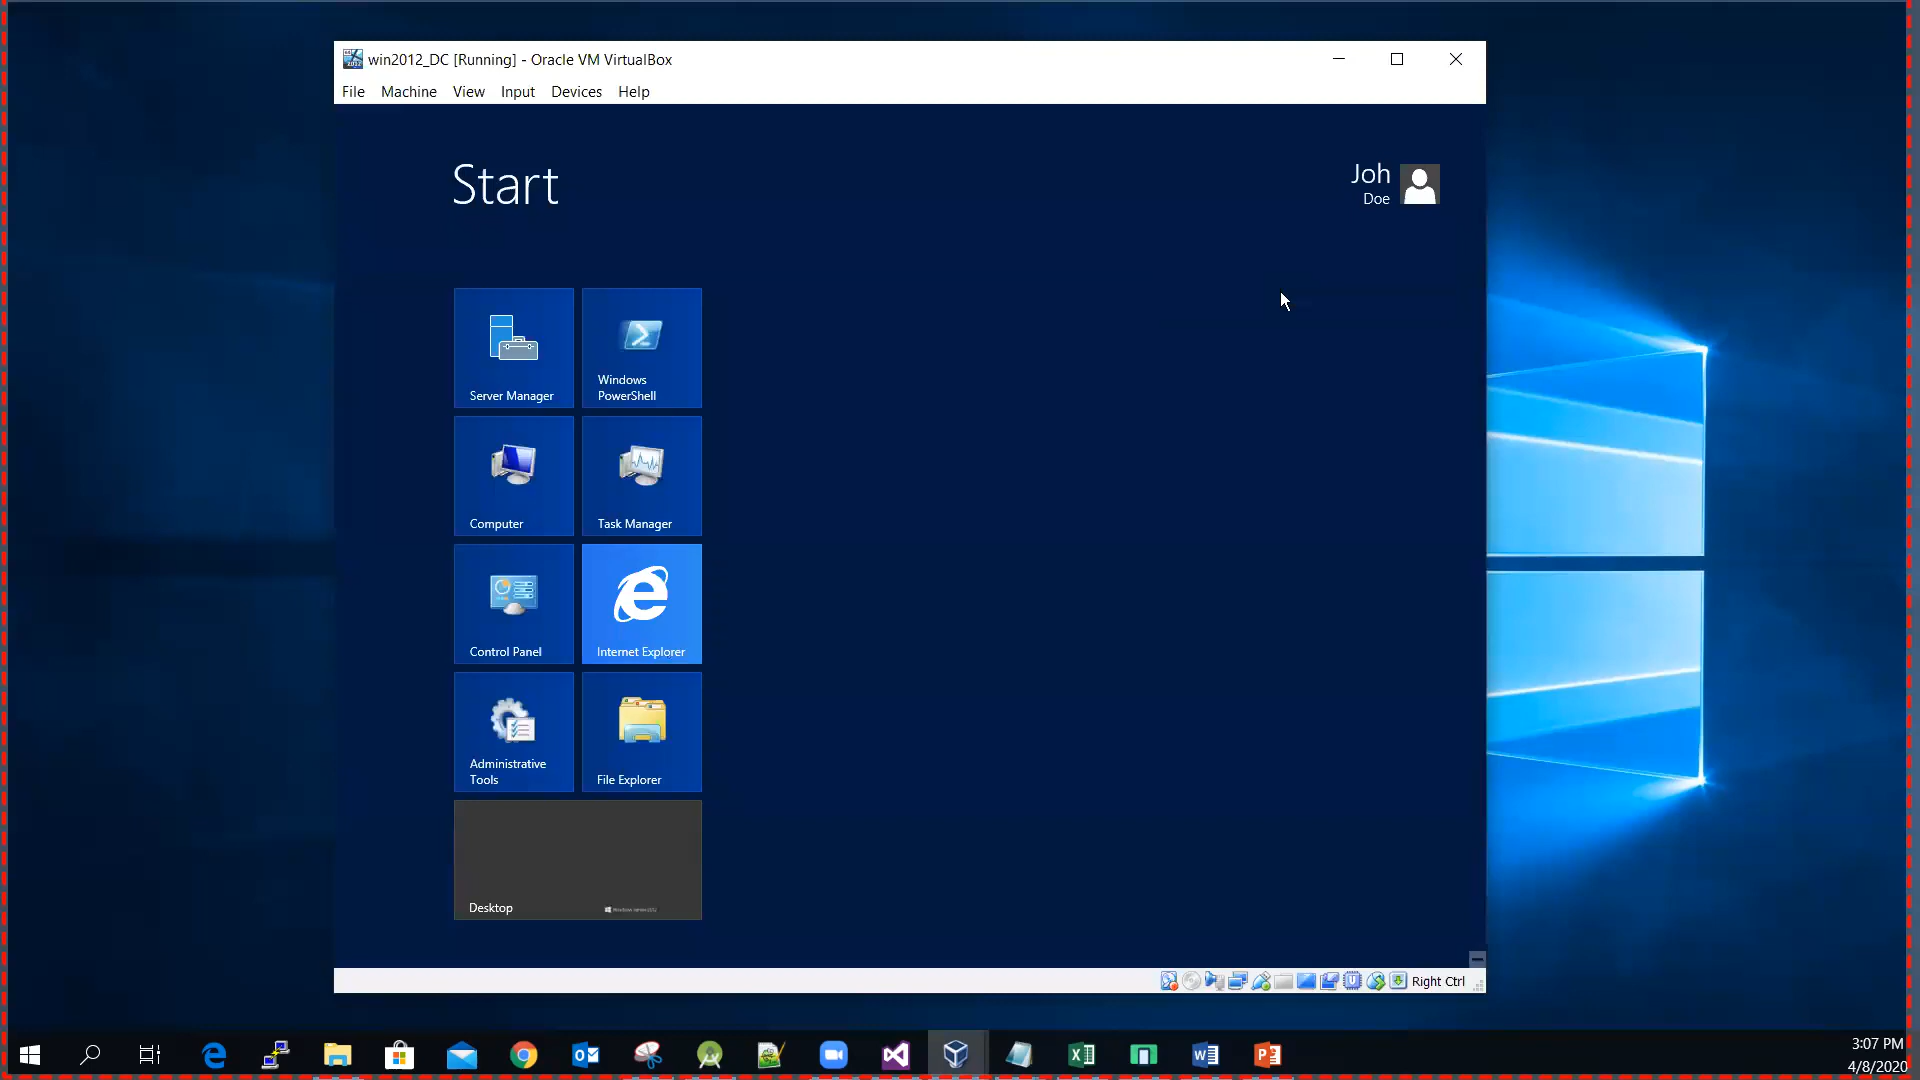 win2012_DC [Running] - Oracle VM VirtualBox
File Machine View Input Devices Help
Start
Joh
Doe
Server Manager
Windows
PowerShell
Computer
Task Manager
Control Panel
Internet Explorer
Administrative
Tools
File Explorer
Desktop
Right Ctrl
3:07 PM
4/8/2020